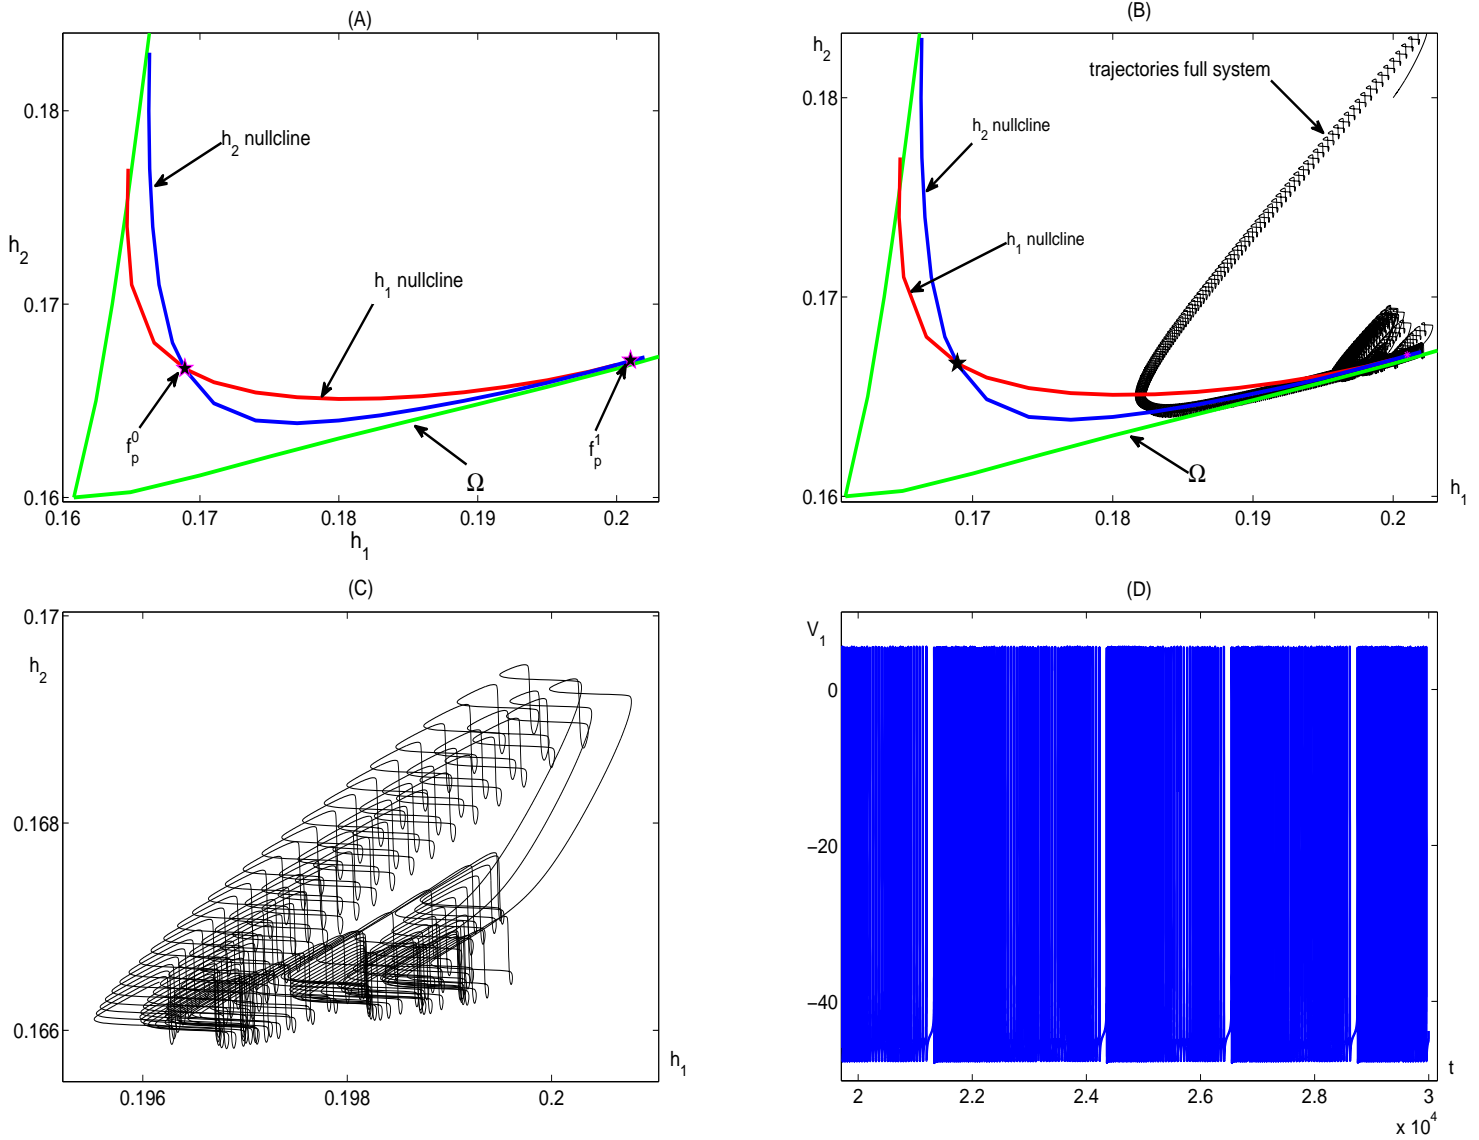 (A)
h2
0.18
0.17
0.16
0.16
0.17
0.18
0.19
0.2
h1
h2 nullcline
h1 nullcline
fp0
fp1
Ω
(B)
h2
0.18
0.17
0.16
0.17
0.18
0.19
0.2
h1
trajectories full system
h2 nullcline
h1 nullcline
Ω
(C)
0.17
h2
0.168
0.166
0.196
0.198
0.2
h1
(D)
V1
0
−20
−40
2
2.2
2.4
2.6
2.8
3
t
x 10^4